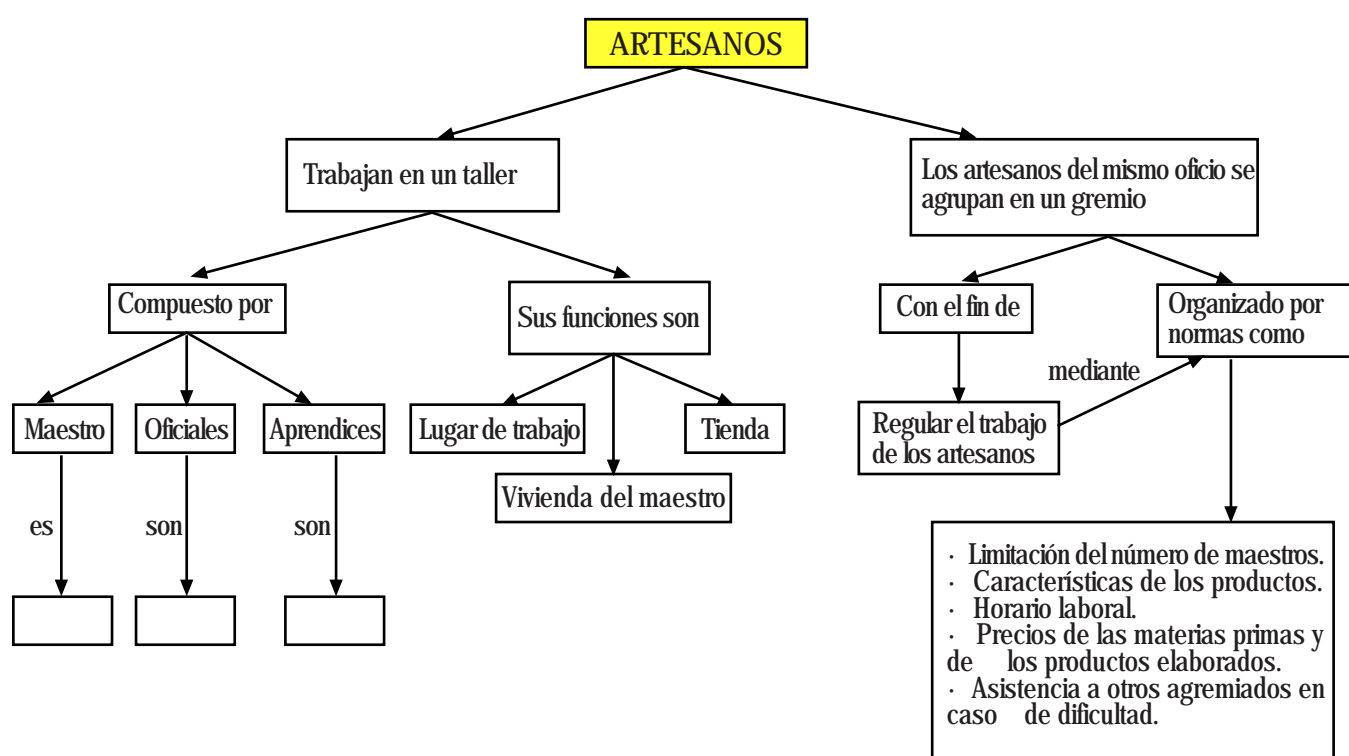 ARTESANOS
Trabajan en un taller
Los artesanos del mismo oficio se
agrupan en un gremio
Compuesto por
Sus funciones son
Con el fin de
Organizado por
normas como
mediante
Maestro
Oficiales
Aprendices
Lugar de trabajo
Tienda
Regular el trabajo
de los artesanos
Vivienda del maestro
es
son
son
· Limitación del número de maestros.
· Características de los productos.
· Horario laboral.
· Precios de las materias primas y
de los productos elaborados.
· Asistencia a otros agremiados en
caso de dificultad.